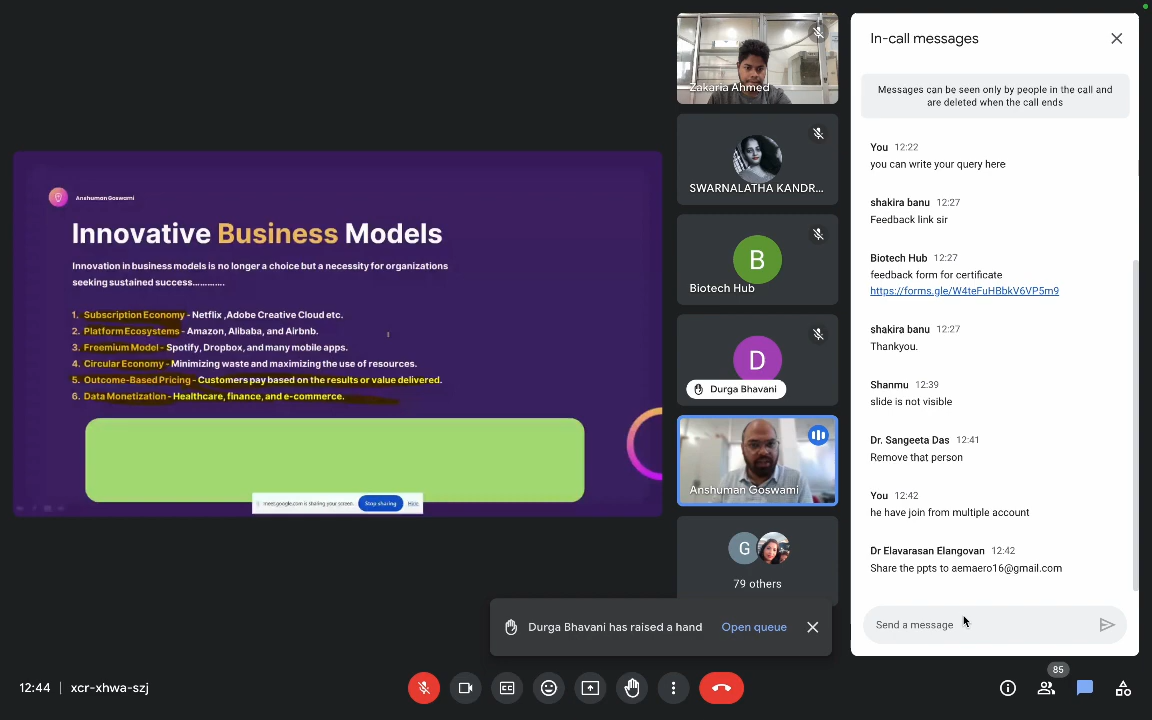 Anshuman Goswami
Innovative Business Models
Innovation in business models is no longer a choice but a necessity for organizations
seeking sustained success.............
1. Subscription Economy - Netflix ,Adobe Creative Cloud etc.
2. Platform Ecosystems - Amazon, Alibaba, and Airbnb.
3. Freemium Model - Spotify, Dropbox, and many mobile apps.
4. Circular Economy - Minimizing waste and maximizing the use of resources.
5. Outcome-Based Pricing - Customers pay based on the results or value delivered.
6. Data Monetization - Healthcare, finance, and e-commerce.
meet.google.com is sharing your screen. Stop sharing Hide
Zakaria Ahmed
SWARNALATHA KANDR...
B
Biotech Hub
D
Durga Bhavani
Anshuman Goswami
G
79 others
Durga Bhavani has raised a hand Open queue
In-call messages
Messages can be seen only by people in the call and
are deleted when the call ends
You 12:22
you can write your query here
shakira banu 12:27
Feedback link sir
Biotech Hub 12:27
feedback form for certificate
https://forms.gle/W4teFuHBbkV6VP5m9
shakira banu 12:27
Thankyou.
Shanmu 12:39
slide is not visible
Dr. Sangeeta Das 12:41
Remove that person
You 12:42
he have join from multiple account
Dr Elavarasan Elangovan 12:42
Share the ppts to aemaero16@gmail.com
Send a message
12:44 | xcr-xhwa-szj
85